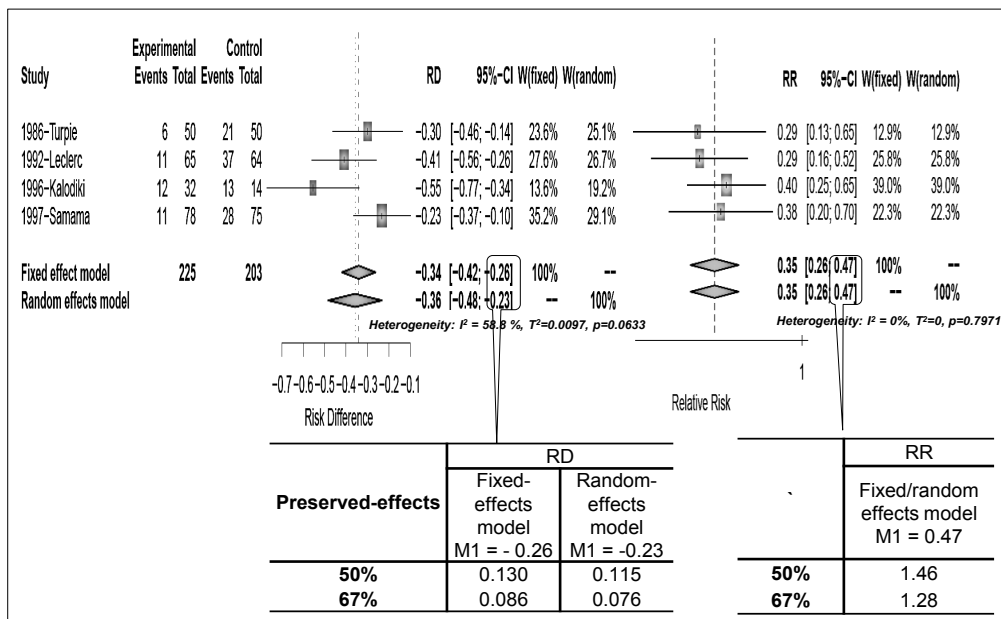 Experimental Control
Study Events Total Events Total RD 95%−CI W(fixed) W(random) RR 95%−CI W(fixed) W(random)
1986−Turpie 6 50 21 50 −0.30 [−0.46; −0.14] 23.6% 25.1% 0.29 [0.13; 0.65] 12.9% 12.9%
1992−Leclerc 11 65 37 64 −0.41 [−0.56; −0.26] 27.6% 26.7% 0.29 [0.16; 0.52] 25.8% 25.8%
1996−Kalodiki 12 32 13 14 −0.55 [−0.77; −0.34] 13.6% 19.2% 0.40 [0.25; 0.65] 39.0% 39.0%
1997−Samama 11 78 28 75 −0.23 [−0.37; −0.10] 35.2% 29.1% 0.38 [0.20; 0.70] 22.3% 22.3%
Fixed effect model 225 203 −0.34 [−0.42; −0.26] 100% −− 0.35 [0.26; 0.47] 100% −−
Random effects model −0.36 [−0.48; −0.23] −− 100% 0.35 [0.26; 0.47] −− 100%
Heterogeneity: I² = 58.8 %, T²=0.0097, p=0.0633 Heterogeneity: I² = 0%, T²=0, p=0.7971
−0.7 −0.6 −0.5 −0.4 −0.3 −0.2 −0.1 1
Risk Difference Relative Risk
RD
Preserved-effects
Fixed-
effects
model
M1 = - 0.26
Random-
effects
model
M1 = -0.23
50% 0.130 0.115
67% 0.086 0.076
RR
`
Fixed/random
effects model
M1 = 0.47
50% 1.46
67% 1.28